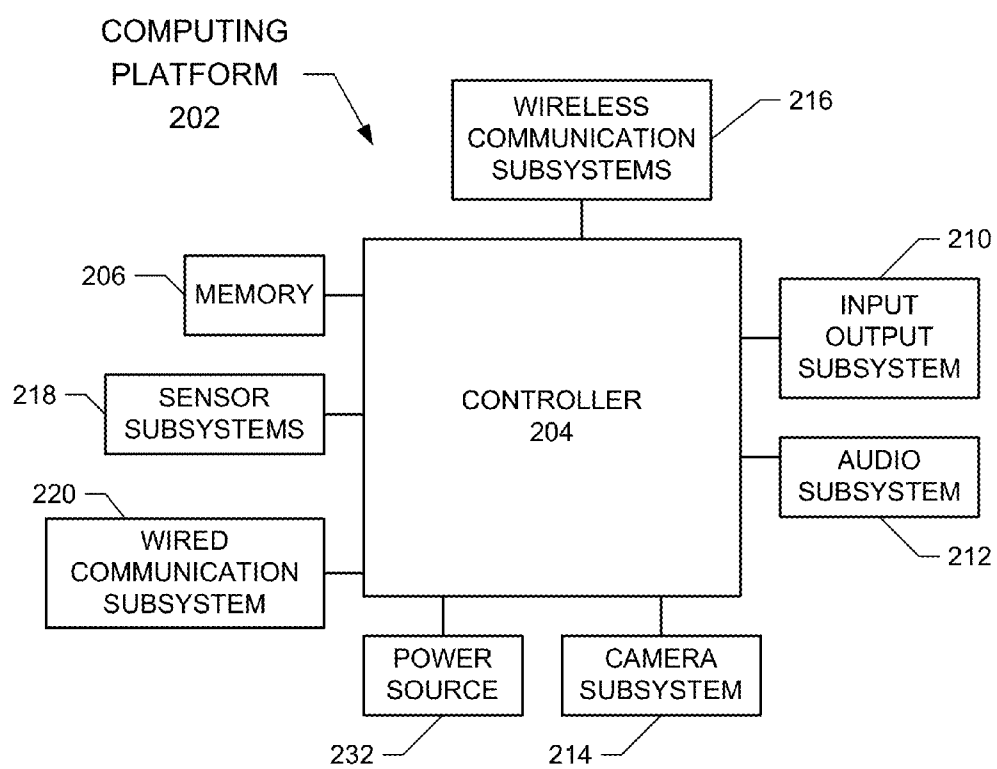 COMPUTING
PLATFORM
202
WIRELESS
COMMUNICATION
SUBSYSTEMS
216
206
MEMORY
210
INPUT
OUTPUT
SUBSYSTEM
218
SENSOR
SUBSYSTEMS
CONTROLLER
204
AUDIO
SUBSYSTEM
212
220
WIRED
COMMUNICATION
SUBSYSTEM
POWER
SOURCE
232
CAMERA
SUBSYSTEM
214